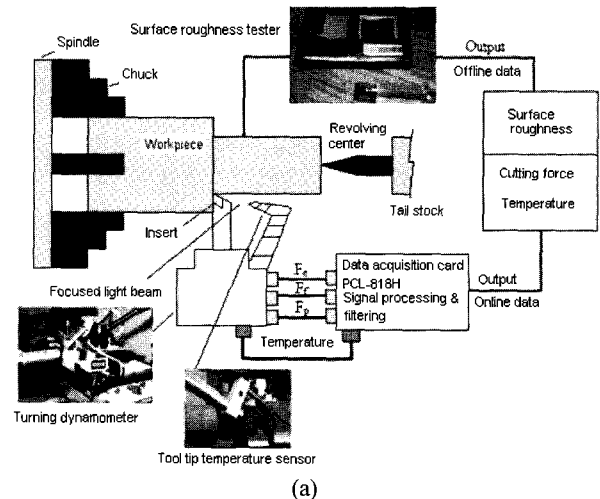 Spindle
Surface roughness tester
Chuck
Output
Offline data
Surface
roughness
Cutting force
Temperature
Workpiece
Revolving
center
Tail stock
Insert
Focused light beam
Data acquisition card
PCL-818H
Signal processing &
filtering
Ff
Fp
Output
Online data
Temperature
Turning dynamometer
Tool tip temperature sensor
(a)